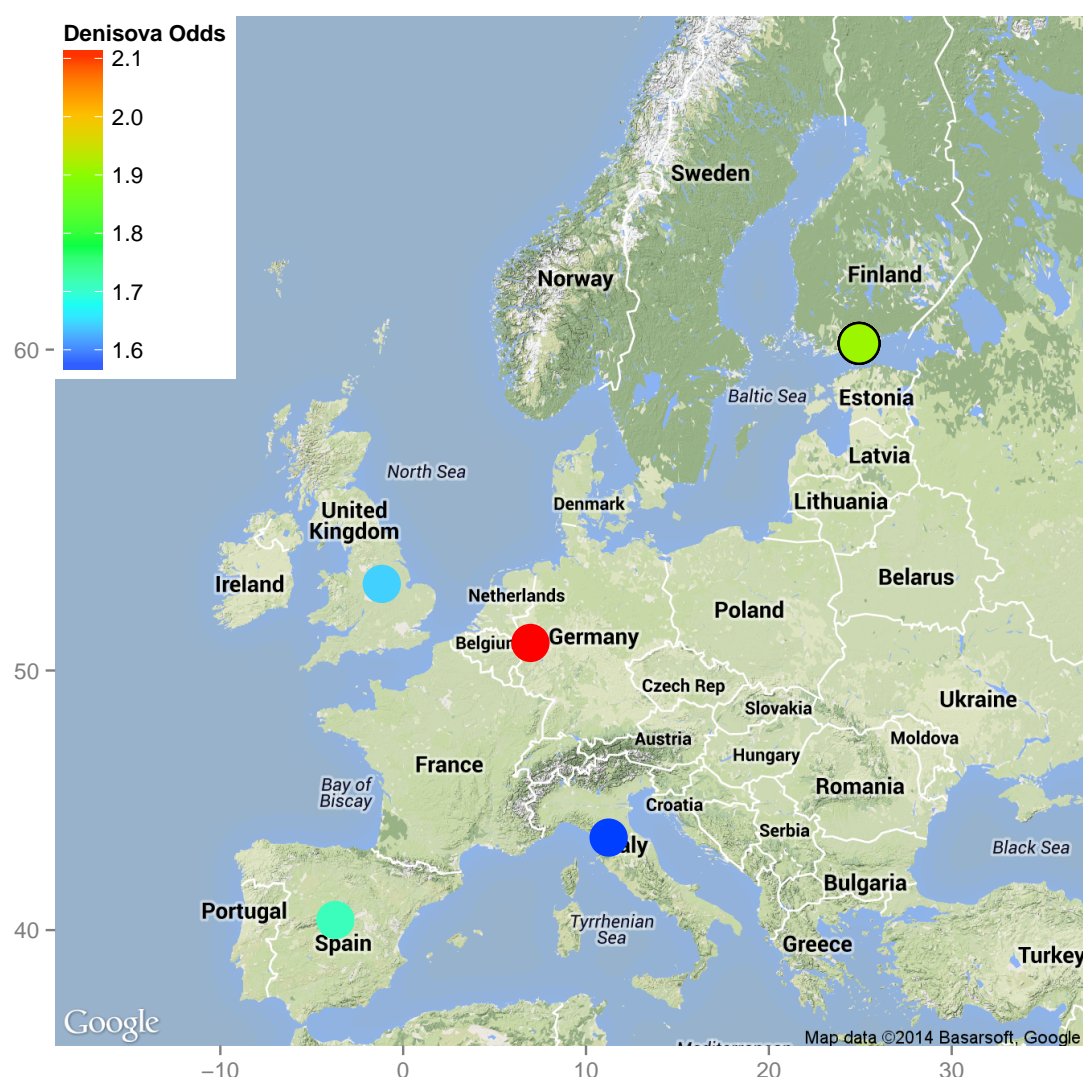 Denisova Odds
2.1
2.0
1.9
1.8
1.7
1.6
Sweden
Norway
Finland
60
Baltic Sea
Estonia
Latvia
North Sea
Lithuania
Denmark
United
Kingdom
Ireland
Belarus
Netherlands
Poland
Germany
Belgium
50
Czech Rep
Ukraine
Slovakia
Austria
Moldova
Hungary
France
Romania
Bay of
Biscay
Croatia
Serbia
aly
Black Sea
Bulgaria
Portugal
Tyrrhenian
Sea
40
Spain
Greece
Turkey
Google
Map data ©2014 Basarsoft, Google
Mediterranean
−10
0
10
20
30